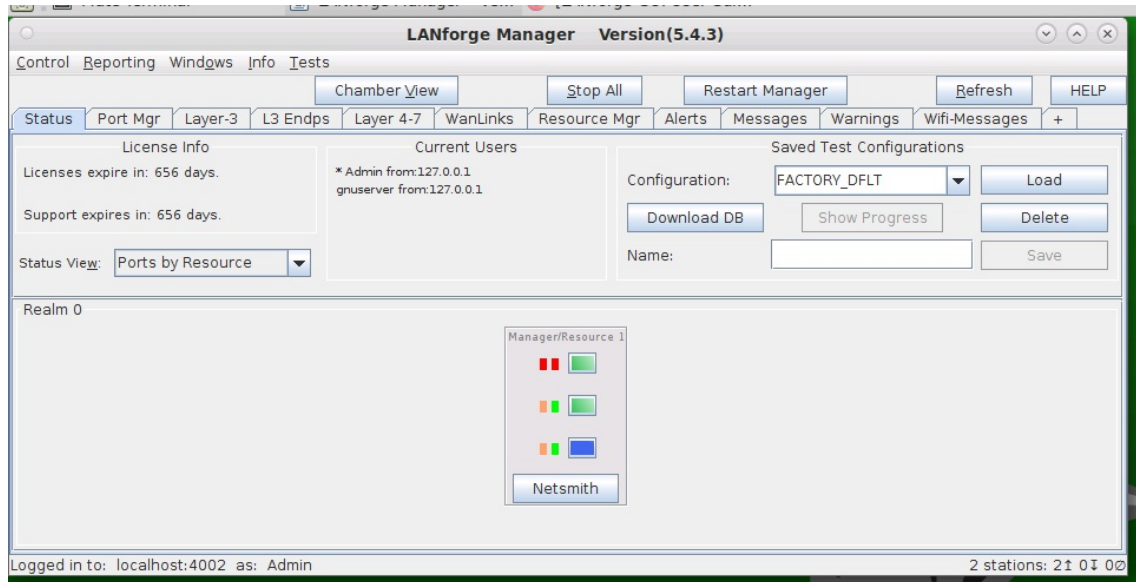 LANforge Manager Version(5.4.3)
Control Reporting Windows Info Tests
Chamber View Stop All Restart Manager Refresh HELP
Status Port Mgr Layer-3 L3 Endps Layer 4-7 WanLinks Resource Mgr Alerts Messages Warnings Wifi-Messages +
License Info
Licenses expire in: 656 days.
Support expires in: 656 days.
Status View: Ports by Resource
Current Users
* Admin from:127.0.0.1
gnuserver from:127.0.0.1
Saved Test Configurations
Configuration: FACTORY_DFLT Load
Download DB Show Progress Delete
Name: Save
Realm 0
Manager/Resource 1
Netsmith
Logged in to: localhost:4002 as: Admin
2 stations: 2↥ 0↧ 0∅